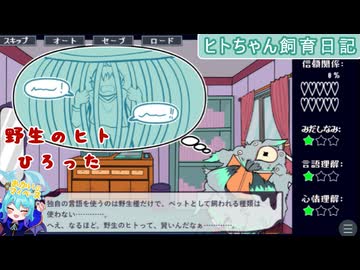 スキップ
オート
セーブ
ロード
ヒトちゃん飼育日記
信頼関係:
0%
みだしなみ:
言語理解:
心情理解:
野生のヒト
ひろった
独自の言語を使うのは野生種だけで、ペットとして飼われる種類は
使わない…………。
へえ、なるほど、野生のヒトって、賢いんだなぁ…………。